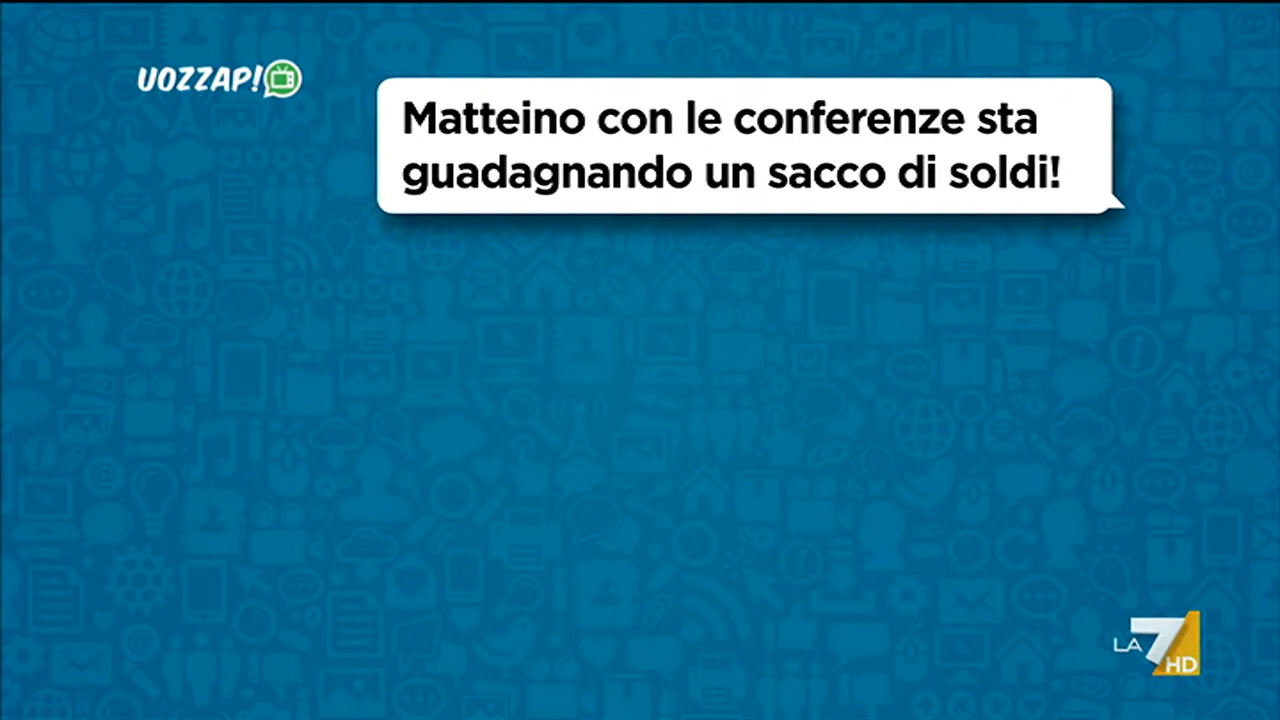 UOZZAP!
Matteino con le conferenze sta
guadagnando un sacco di soldi!
LA 7 HD